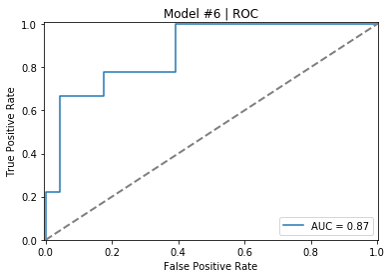 Model #6 | ROC
True Positive Rate
1.0
0.8
0.6
0.4
0.2
0.0
AUC = 0.87
0.0 0.2 0.4 0.6 0.8 1.0
False Positive Rate